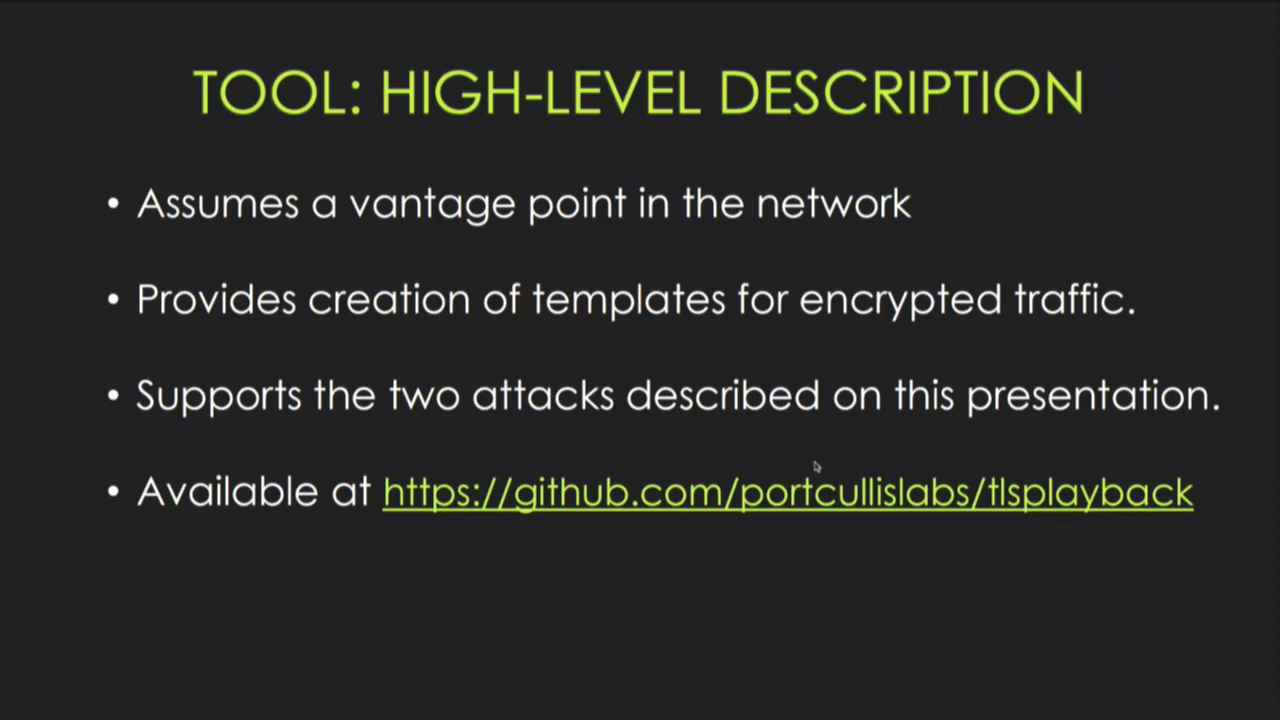 TOOL: HIGH-LEVEL DESCRIPTION
• Assumes a vantage point in the network
• Provides creation of templates for encrypted traffic.
• Supports the two attacks described on this presentation.
• Available at https://github.com/portcullislabs/tlsplayback